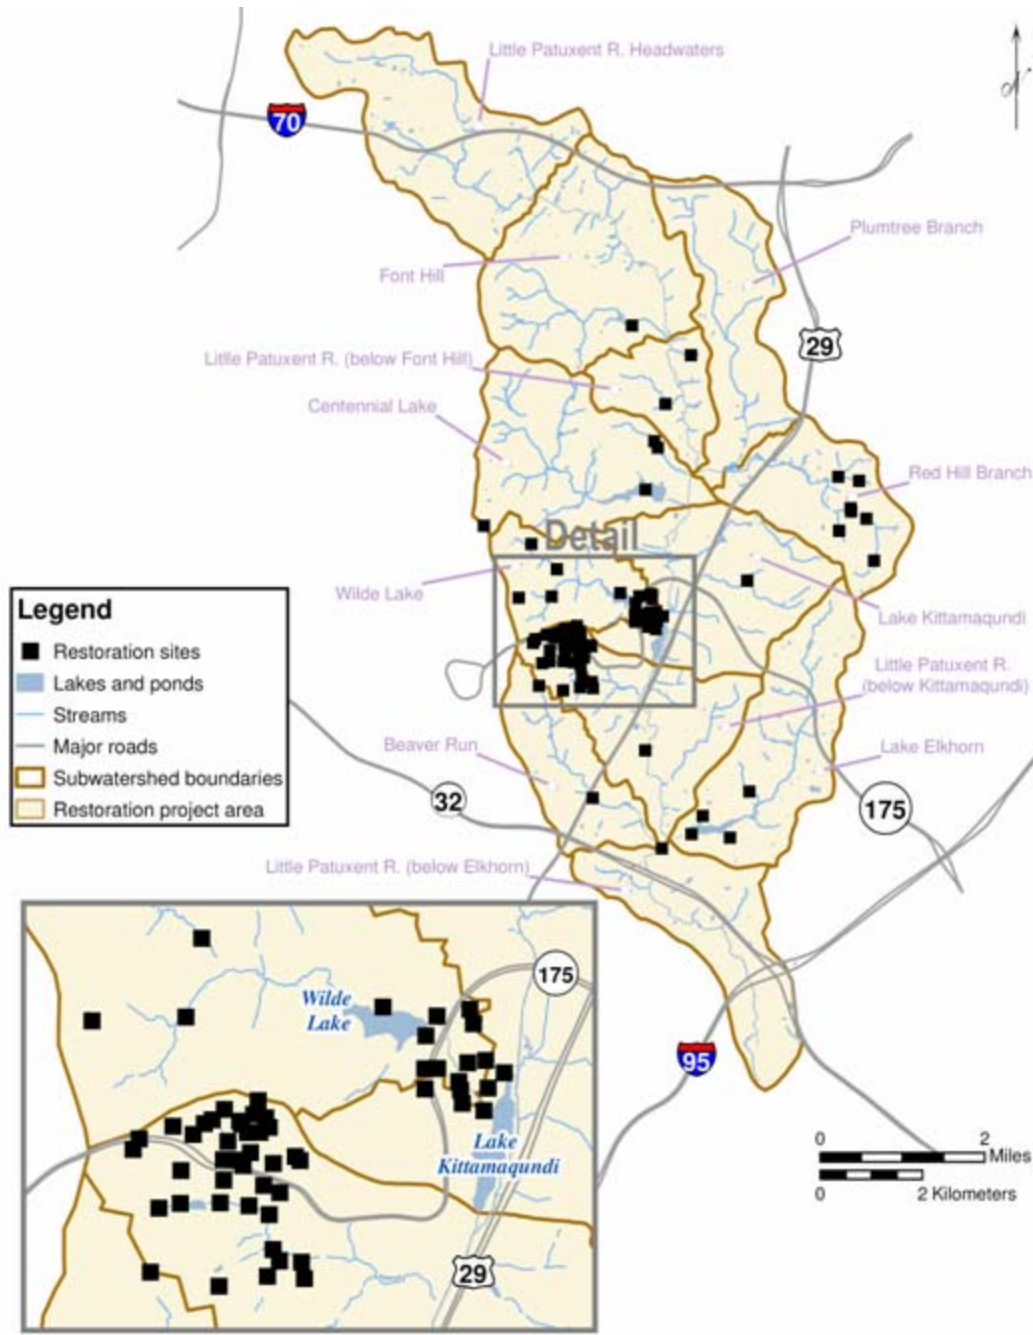 Little Patuxent R. Headwaters
N
70
Plumtree Branch
Font Hill
29
Litlle Patuxent R. (below Font Hill)
Centennial Lake
Red Hill Branch
Detail
Wilde Lake
Lake Kittamaqundi
Little Patuxent R.
(below Kittamaqundi)
Beaver Run
Lake Elkhorn
32
175
Little Patuxent R. (below Elkhorn)
95
Legend
Restoration sites
Lakes and ponds
Streams
Major roads
Subwatershed boundaries
Restoration project area
175
Wilde
Lake
Lake
Kittamaqundi
29
0 2
Miles
0 2 Kilometers